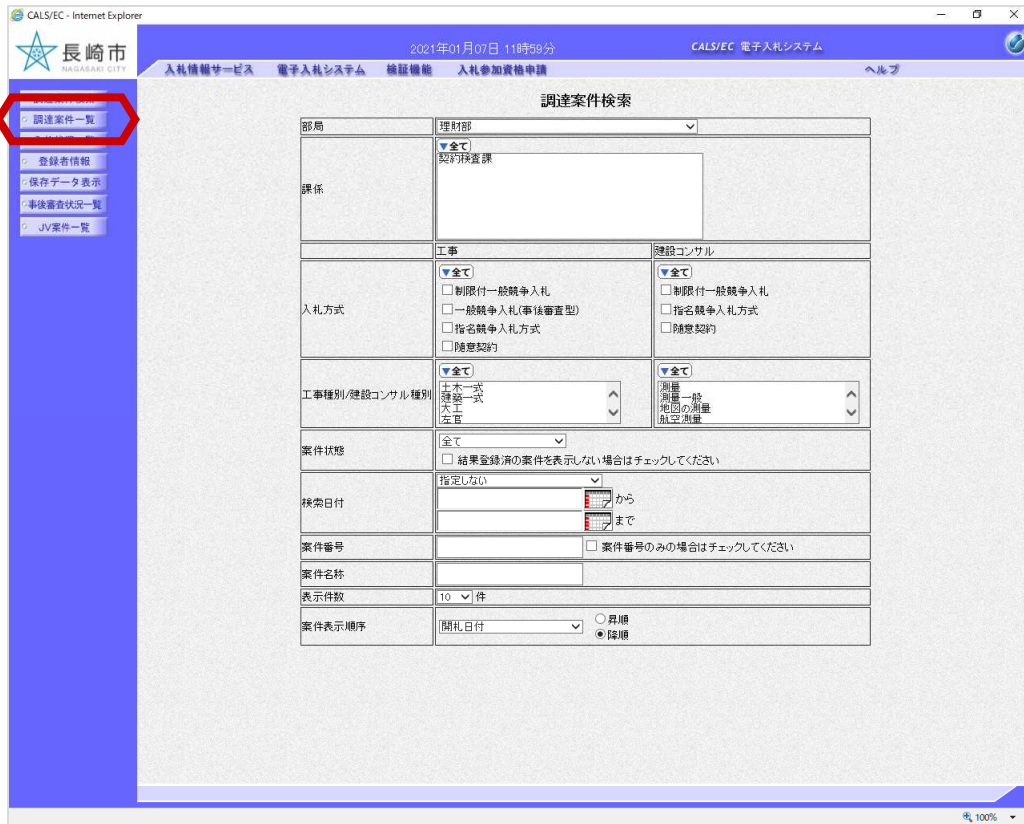 CALS/EC - Internet Explorer
長崎市
NAGASAKI CITY
2021年01月07日 11時59分
CALS/EC 電子入札システム
入札情報サービス 電子入札システム 検証機能 入札参加資格申請 ヘルプ
調達案件一覧
登録者情報
保存データ表示
事後審査状況一覧
JV案件一覧
調達案件検索
部局 理財部
課係 ▼全て
契約検査課
工事 建設コンサル
入札方式
▼全て
制限付一般競争入札
一般競争入札(事後審査型)
指名競争入札方式
随意契約
▼全て
制限付一般競争入札
指名競争入札方式
随意契約
工事種別/建設コンサル種別
▼全て
土木一式
建築一式
大工
左官
▼全て
測量
測量一般
地図の測量
航空測量
案件状態 全て
結果登録済の案件を表示しない場合はチェックしてください
検索日付 指定しない
から
まで
案件番号 案件番号のみの場合はチェックしてください
案件名称
表示件数 10 件
案件表示順序 開札日付
昇順
降順
100%